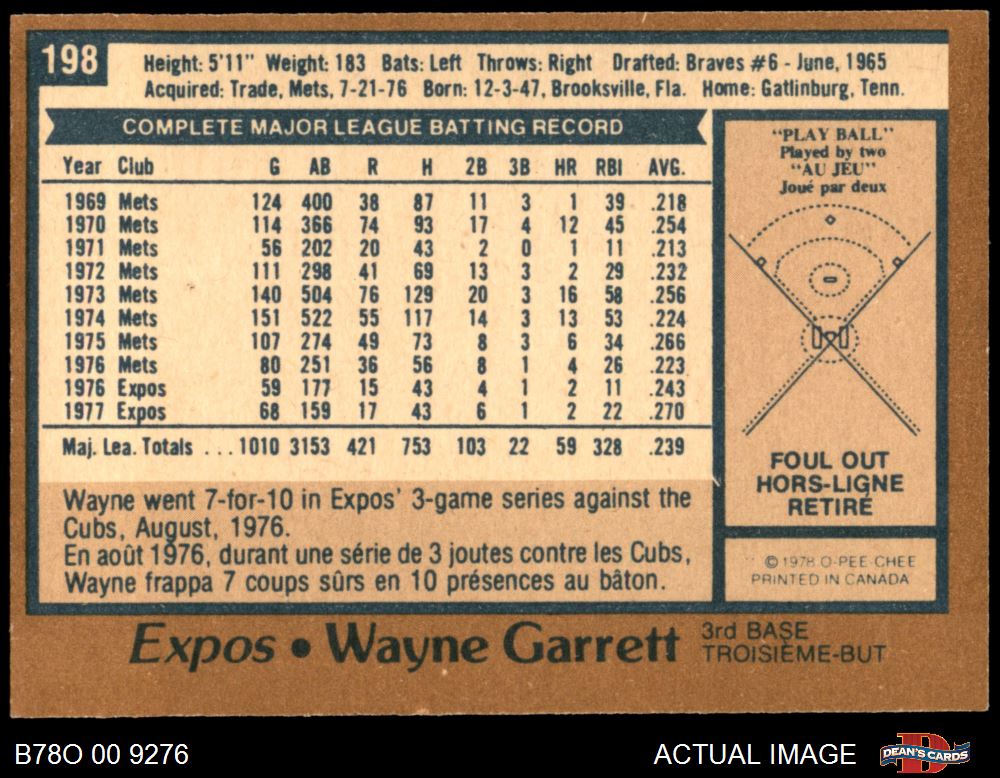 198
Height: 5'11" Weight: 183 Bats: Left Throws: Right Drafted: Braves #6 - June, 1965
Acquired: Trade, Mets, 7-21-76 Born: 12-3-47, Brooksville, Fla. Home: Gatlinburg, Tenn.
COMPLETE MAJOR LEAGUE BATTING RECORD
Year Club G AB R H 2B 3B HR RBI AVG.
1969 Mets 124 400 38 87 11 3 1 39 .218
1970 Mets 114 366 74 93 17 4 12 45 .254
1971 Mets 56 202 20 43 2 0 1 11 .213
1972 Mets 111 298 41 69 13 3 2 29 .232
1973 Mets 140 504 76 129 20 3 16 58 .256
1974 Mets 151 522 55 117 14 3 13 53 .224
1975 Mets 107 274 49 73 8 3 6 34 .266
1976 Mets 80 251 36 56 8 1 4 26 .223
1976 Expos 59 177 15 43 4 1 2 11 .243
1977 Expos 68 159 17 43 6 1 2 22 .270
Maj. Lea. Totals ... 1010 3153 421 753 103 22 59 328 .239
Wayne went 7-for-10 in Expos' 3-game series against the
Cubs, August, 1976.
En août 1976, durant une série de 3 joutes contre les Cubs,
Wayne frappa 7 coups sûrs en 10 présences au bâton.
"PLAY BALL"
Played by two
"AU JEU"
Joué par deux
FOUL OUT
HORS-LIGNE
RETIRÉ
© 1978 O-PEE-CHEE
PRINTED IN CANADA
Expos • Wayne Garrett
3rd BASE
TROISIÈME-BUT
B78O 00 9276
ACTUAL IMAGE
DEAN'S CARDS